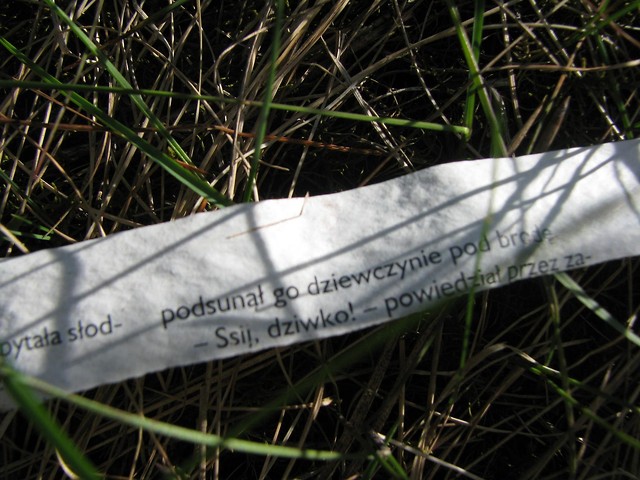 pytała słod-
podsunął go dziewczynie pod brodę
– Ssij, dziwko! – powiedział przez za-